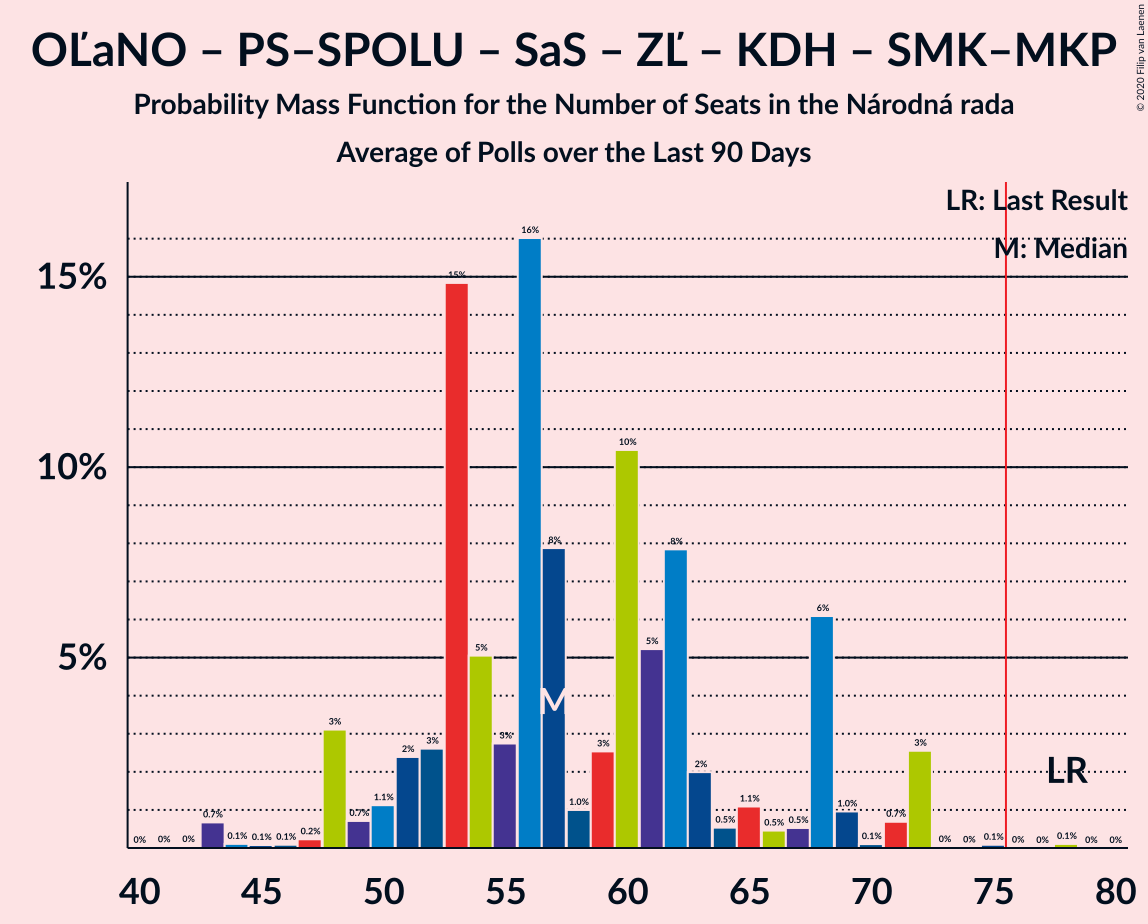 OĽaNO – PS–SPOLU – SaS – ZĽ – KDH – SMK–MKP
Probability Mass Function for the Number of Seats in the Národná rada
Average of Polls over the Last 90 Days
© 2020 Filip van Laenen
LR: Last Result
M: Median
15%
10%
5%
0% 0% 0% 0.7% 0.1% 0.1% 0.1% 0.2% 3% 0.7% 1.1% 2% 3% 15% 5% 3% 16% 8% 1.0% 3% 10% 5% 8% 2% 0.5% 1.1% 0.5% 0.5% 6% 1.0% 0.1% 0.7% 3% 0% 0% 0.1% 0% 0% 0.1% 0% 0%
M
LR
40 45 50 55 60 65 70 75 80